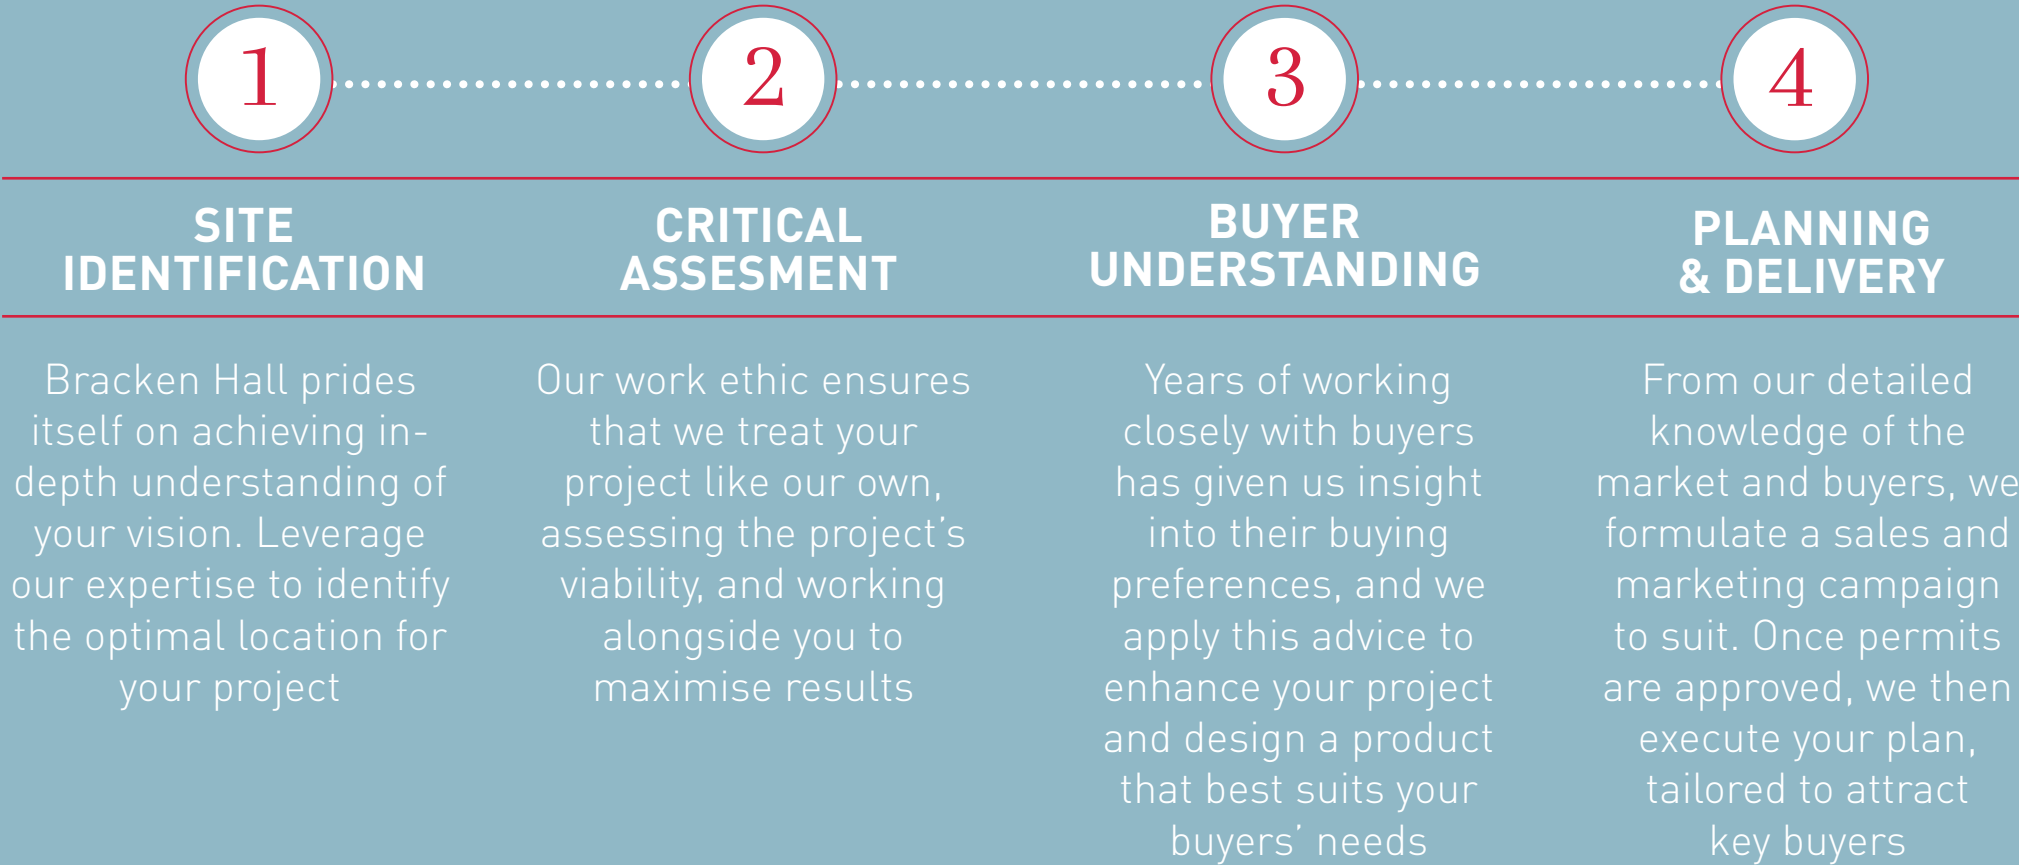 1
2
3
4
SITE
IDENTIFICATION
CRITICAL
ASSESMENT
BUYER
UNDERSTANDING
PLANNING
& DELIVERY
Bracken Hall prides
itself on achieving in-
depth understanding of
your vision. Leverage
our expertise to identify
the optimal location for
your project
Our work ethic ensures
that we treat your
project like our own,
assessing the project’s
viability, and working
alongside you to
maximise results
Years of working
closely with buyers
has given us insight
into their buying
preferences, and we
apply this advice to
enhance your project
and design a product
that best suits your
buyers’ needs
From our detailed
knowledge of the
market and buyers, we
formulate a sales and
marketing campaign
to suit. Once permits
are approved, we then
execute your plan,
tailored to attract
key buyers